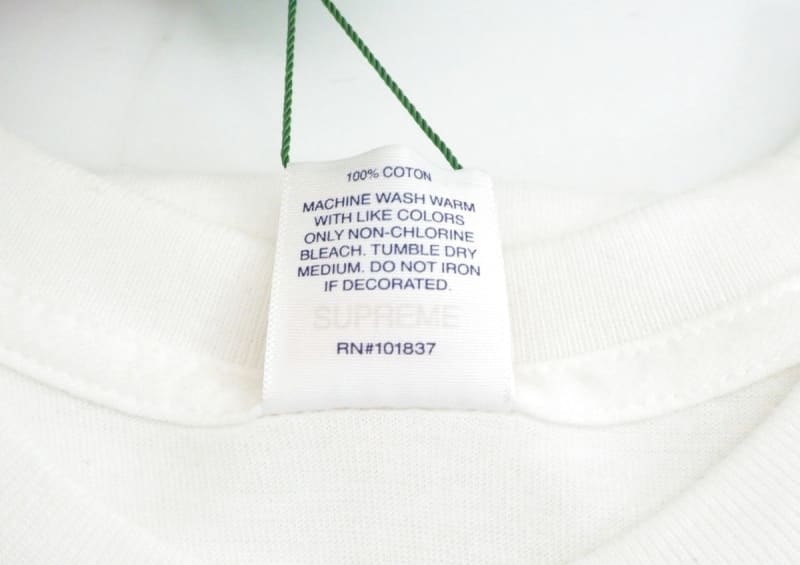 100% COTON
MACHINE WASH WARM
WITH LIKE COLORS
ONLY NON-CHLORINE
BLEACH. TUMBLE DRY
MEDIUM. DO NOT IRON
IF DECORATED.
SUPREME
RN#101837